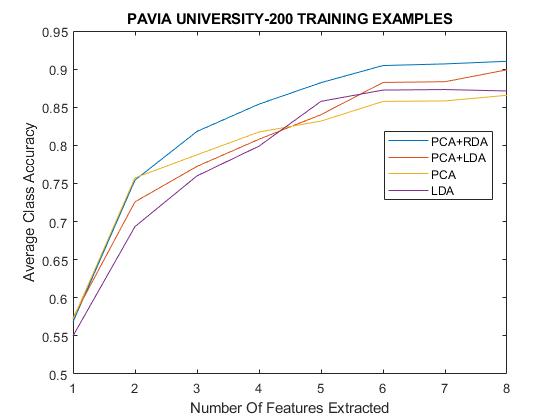 PAVIA UNIVERSITY-200 TRAINING EXAMPLES
0.95
0.9
0.85
0.8
0.75
0.7
0.65
0.6
0.55
0.5
Average Class Accuracy
PCA+RDA
PCA+LDA
PCA
LDA
1 2 3 4 5 6 7 8
Number Of Features Extracted